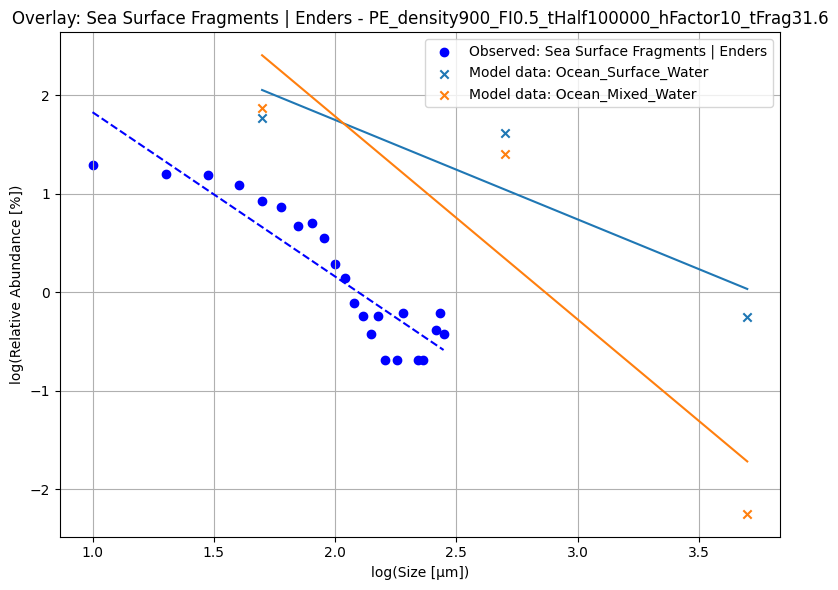 Overlay: Sea Surface Fragments | Enders - PE_density900_FI0.5_tHalf100000_hFactor10_tFrag31.6
Observed: Sea Surface Fragments | Enders
Model data: Ocean_Surface_Water
Model data: Ocean_Mixed_Water
log(Relative Abundance [%])
2
1
0
−1
−2
1.0 1.5 2.0 2.5 3.0 3.5
log(Size [μm])